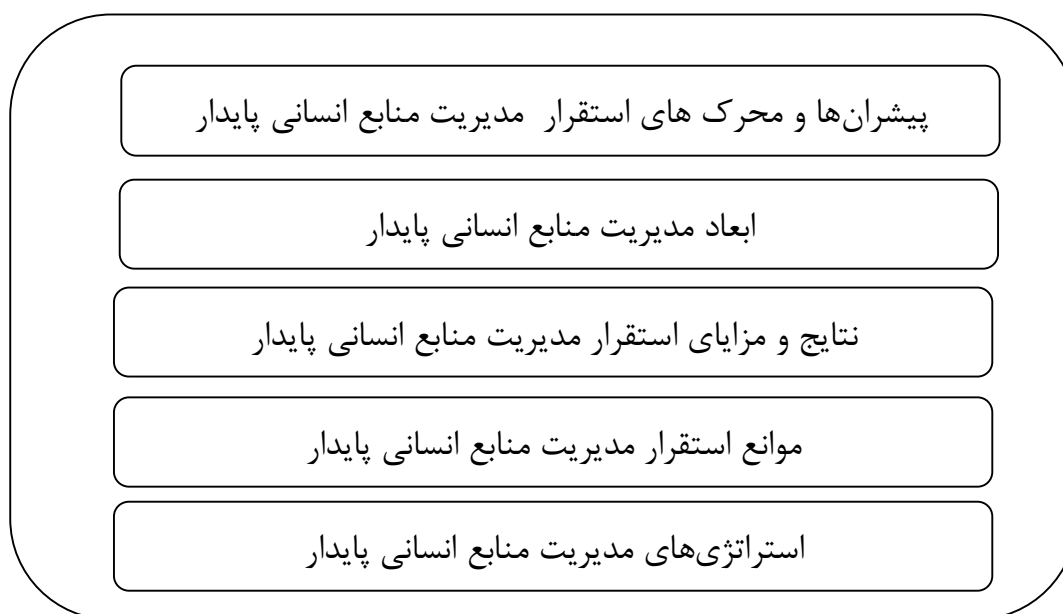 پیشران‌ها و محرک های استقرار  مدیریت منابع انسانی پایدار
ابعاد مدیریت منابع انسانی پایدار
نتایج و مزایای استقرار مدیریت منابع انسانی پایدار
موانع استقرار مدیریت منابع انسانی پایدار
استراتژی‌های مدیریت منابع انسانی پایدار